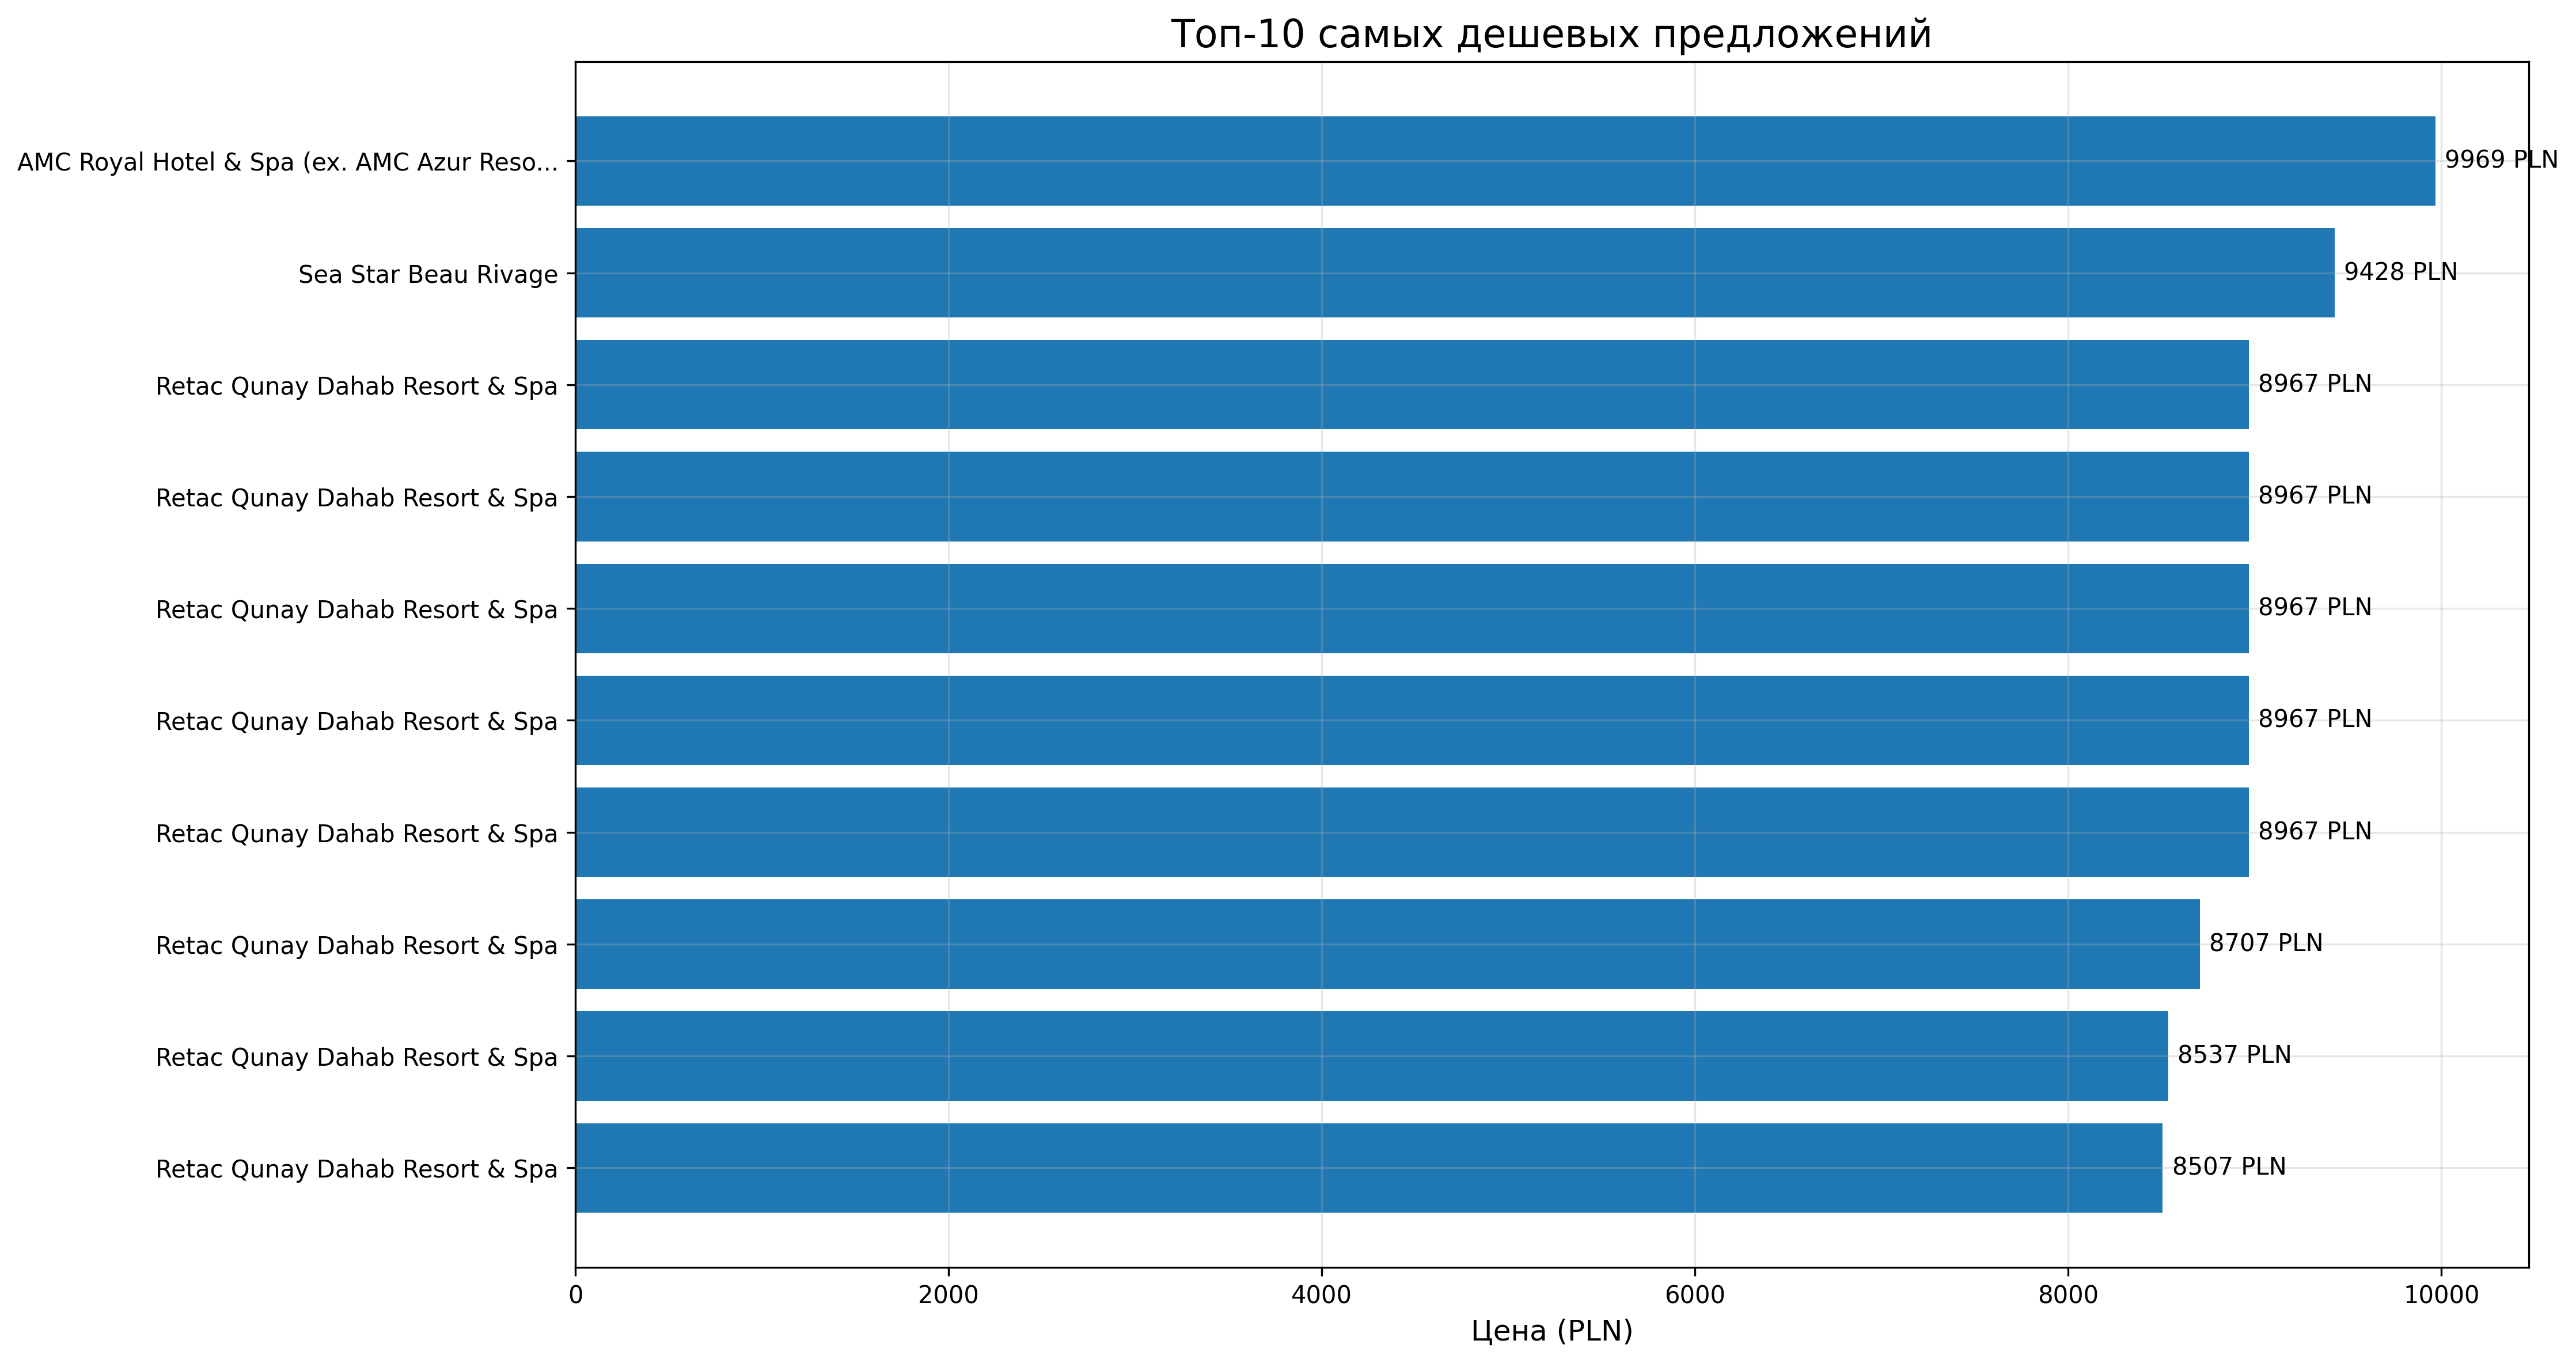 Топ-10 самых дешевых предложений
AMC Royal Hotel & Spa (ex. AMC Azur Reso... 9969 PLN
Sea Star Beau Rivage 9428 PLN
Retac Qunay Dahab Resort & Spa 8967 PLN
Retac Qunay Dahab Resort & Spa 8967 PLN
Retac Qunay Dahab Resort & Spa 8967 PLN
Retac Qunay Dahab Resort & Spa 8967 PLN
Retac Qunay Dahab Resort & Spa 8967 PLN
Retac Qunay Dahab Resort & Spa 8707 PLN
Retac Qunay Dahab Resort & Spa 8537 PLN
Retac Qunay Dahab Resort & Spa 8507 PLN
0 2000 4000 6000 8000 10000
Цена (PLN)